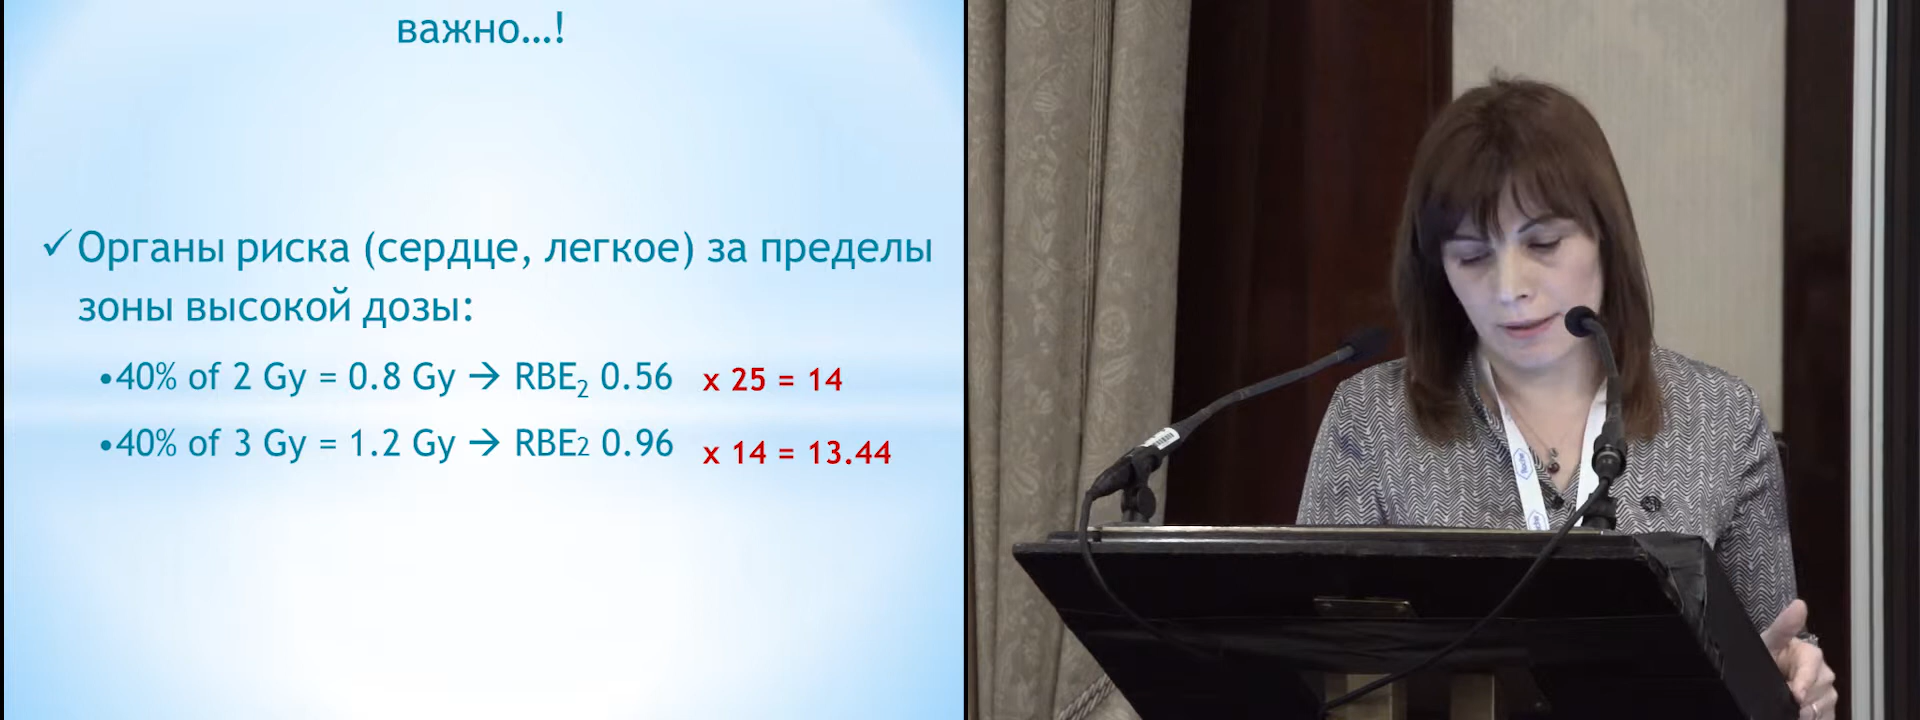 важно...!
✓Органы риска (сердце, легкое) за пределы
зоны высокой дозы:
•40% of 2 Gy = 0.8 Gy → RBE₂ 0.56 x 25 = 14
•40% of 3 Gy = 1.2 Gy → RBE2 0.96 x 14 = 13.44